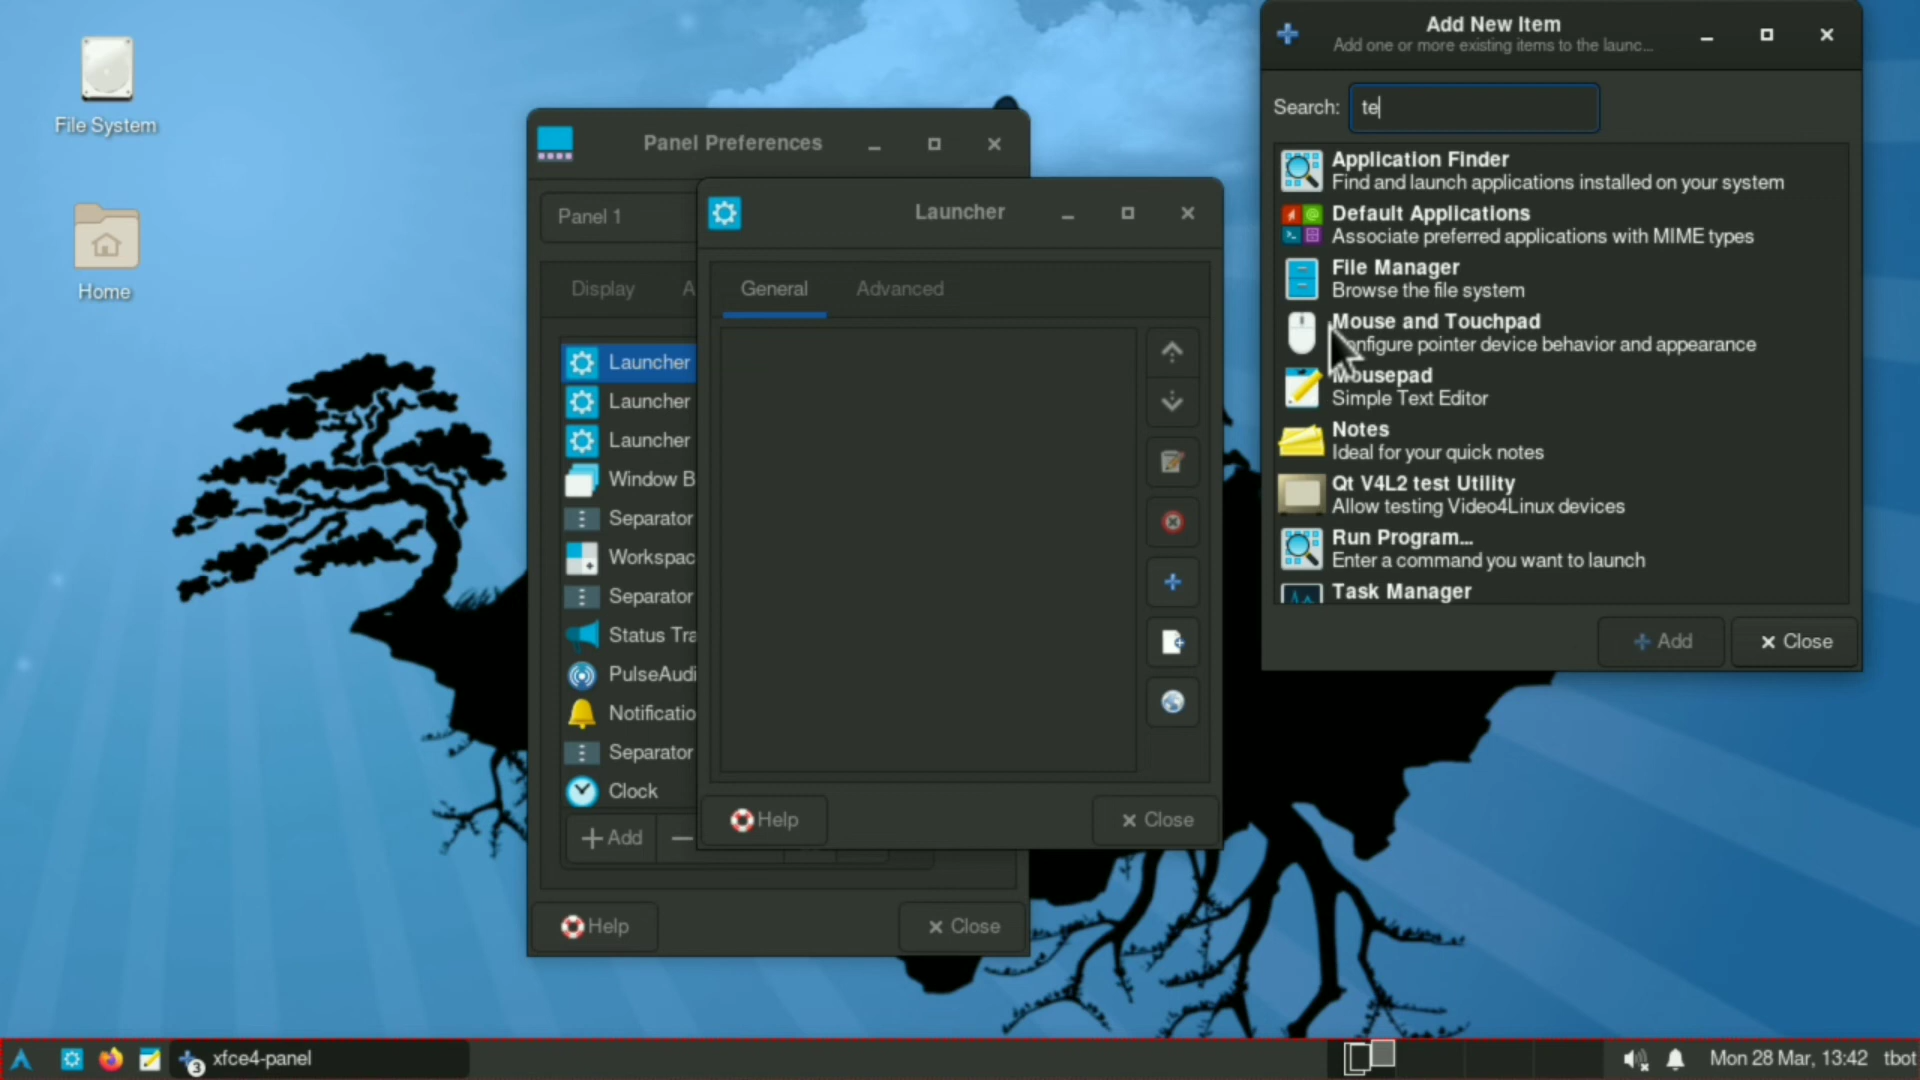 File System
Home
Panel Preferences
Panel 1
Display A
Launcher
Launcher
Launcher
Window B
Separator
Workspac
Separator
Status Tra
PulseAudi
Notificatio
Separator
Clock
Add
Help
Close
Launcher
General Advanced
Help
Close
Add New Item
Add one or more existing items to the launc...
Search: te
Application Finder
Find and launch applications installed on your system
Default Applications
Associate preferred applications with MIME types
File Manager
Browse the file system
Mouse and Touchpad
onfigure pointer device behavior and appearance
Mousepad
Simple Text Editor
Notes
Ideal for your quick notes
Qt V4L2 test Utility
Allow testing Video4Linux devices
Run Program...
Enter a command you want to launch
Task Manager
Add
Close
3 xfce4-panel
Mon 28 Mar, 13:42 tbot